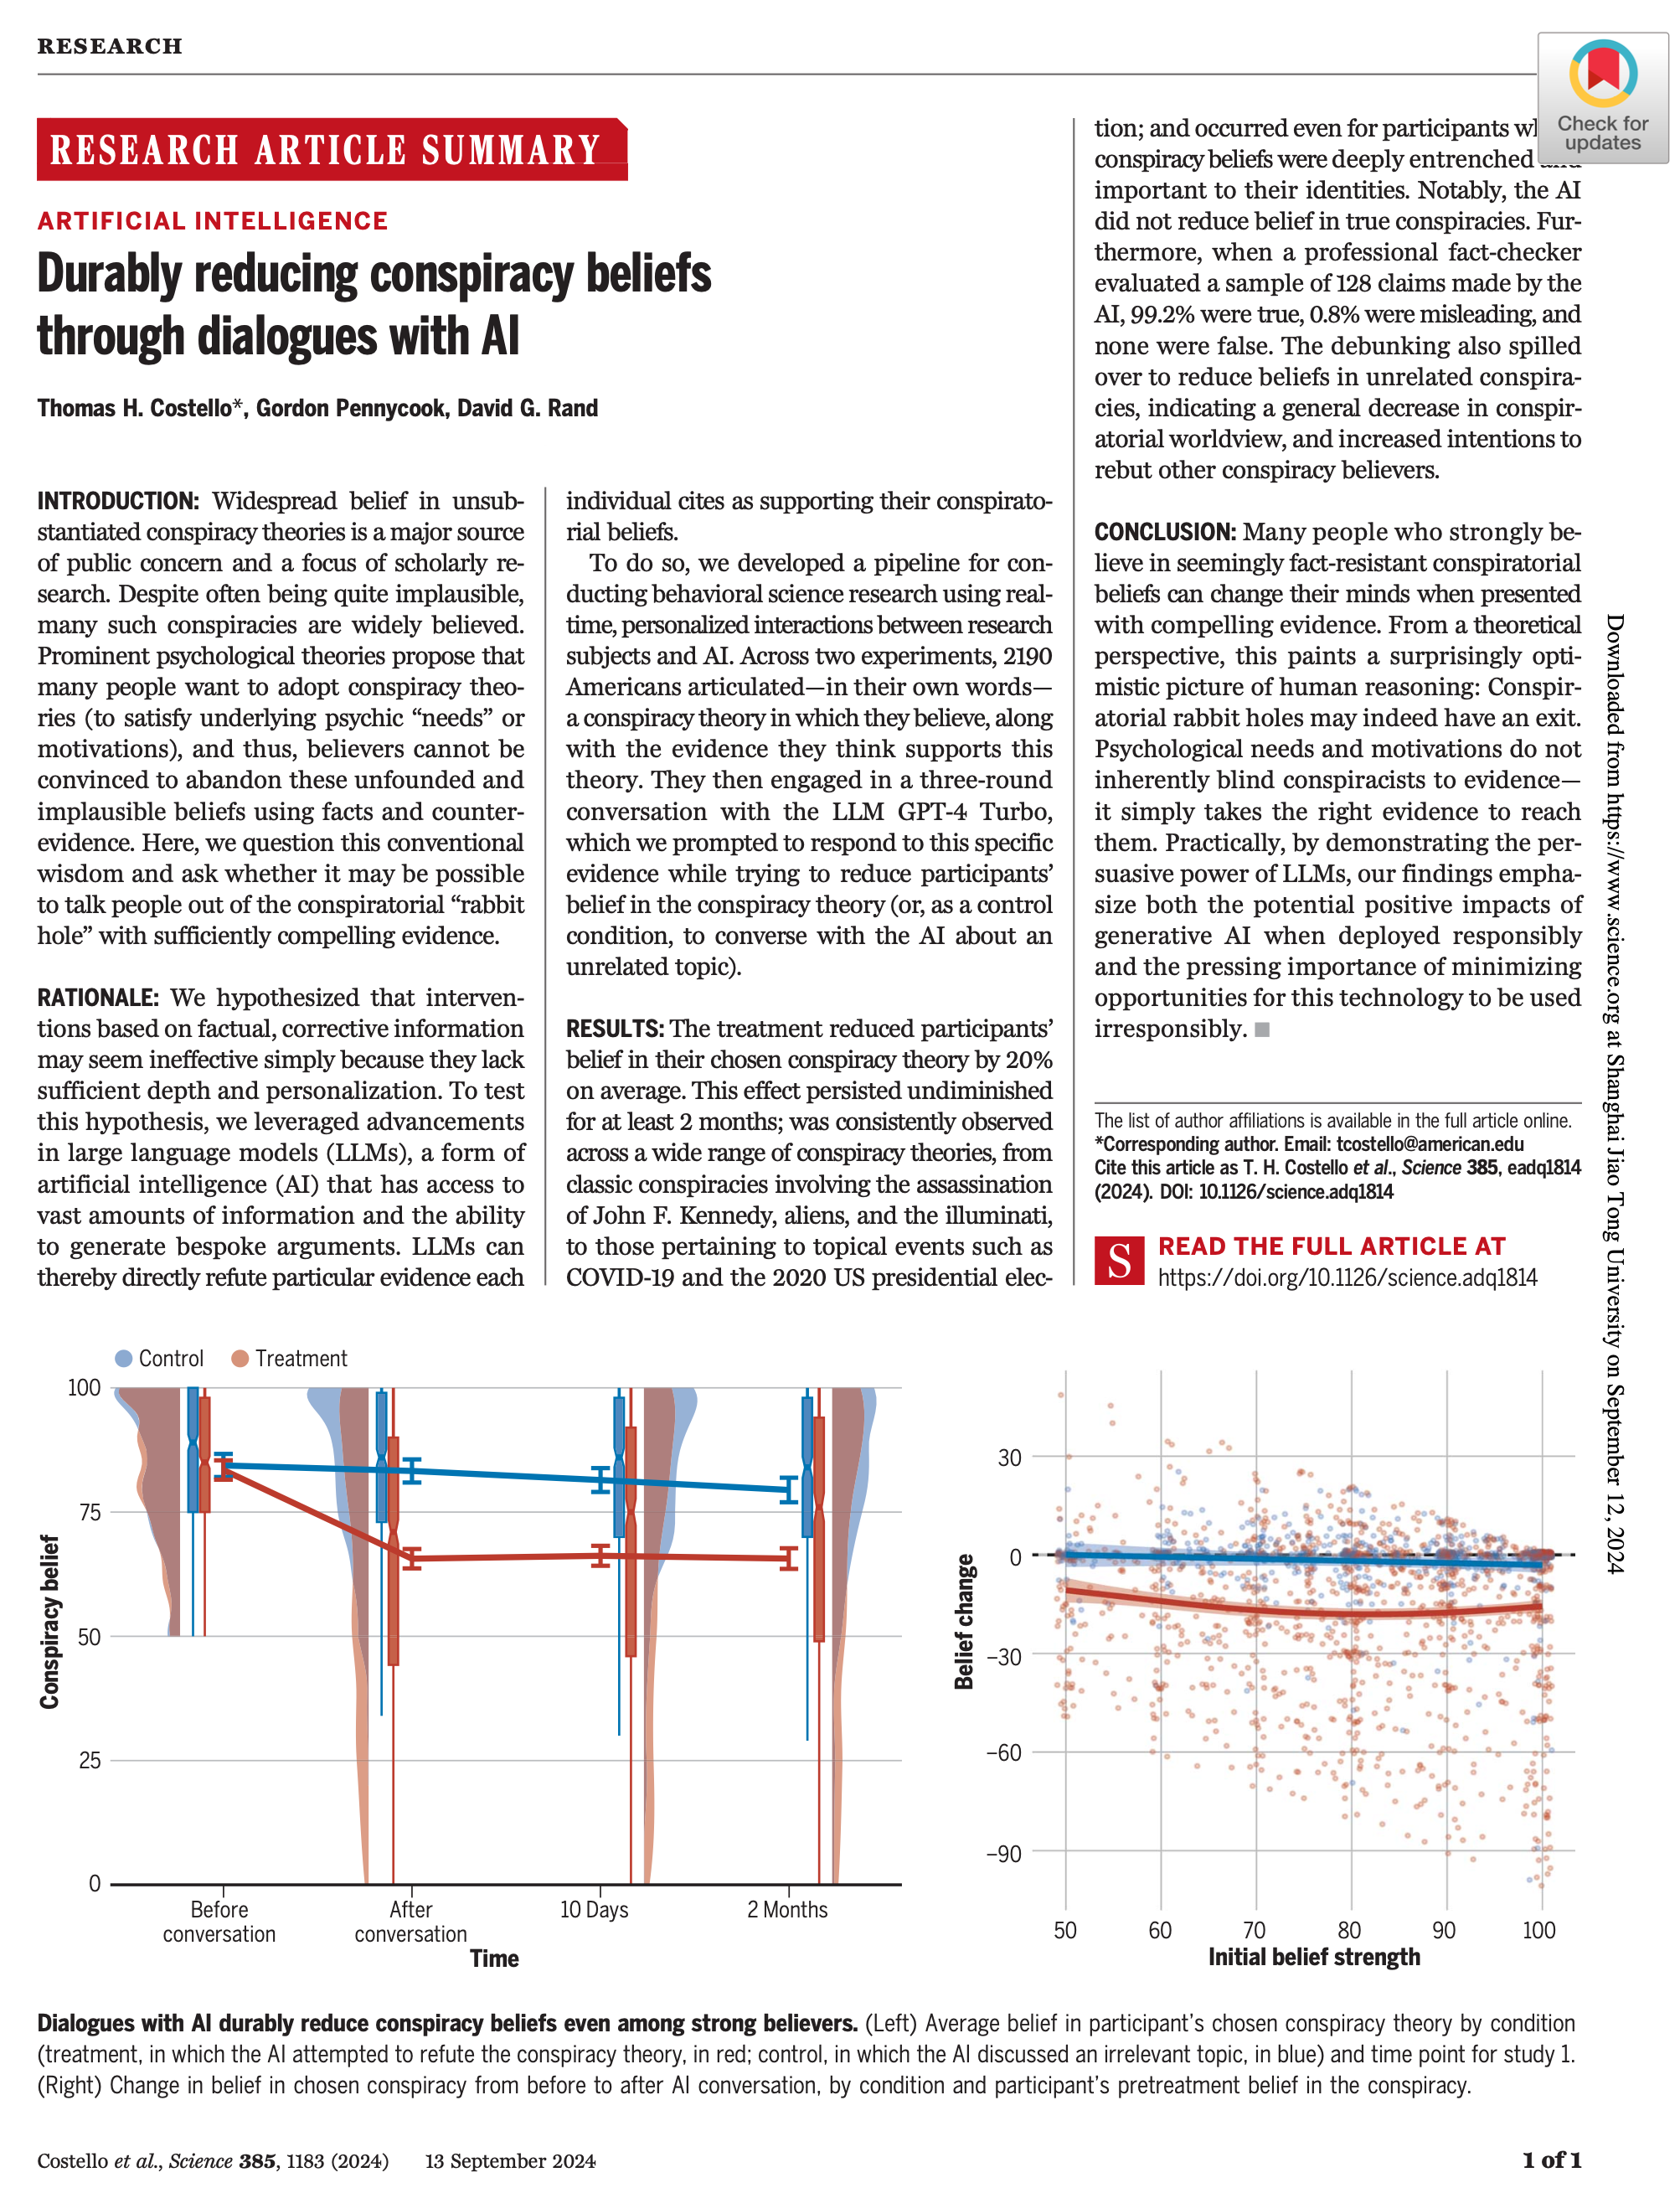 RESEARCH
Check for
updates
RESEARCH ARTICLE SUMMARY
ARTIFICIAL INTELLIGENCE
Durably reducing conspiracy beliefs
through dialogues with AI
Thomas H. Costello*, Gordon Pennycook, David G. Rand
INTRODUCTION: Widespread belief in unsub-
stantiated conspiracy theories is a major source
of public concern and a focus of scholarly re-
search. Despite often being quite implausible,
many such conspiracies are widely believed.
Prominent psychological theories propose that
many people want to adopt conspiracy theo-
ries (to satisfy underlying psychic “needs” or
motivations), and thus, believers cannot be
convinced to abandon these unfounded and
implausible beliefs using facts and counter-
evidence. Here, we question this conventional
wisdom and ask whether it may be possible
to talk people out of the conspiratorial “rabbit
hole” with sufficiently compelling evidence.
RATIONALE: We hypothesized that interven-
tions based on factual, corrective information
may seem ineffective simply because they lack
sufficient depth and personalization. To test
this hypothesis, we leveraged advancements
in large language models (LLMs), a form of
artificial intelligence (AI) that has access to
vast amounts of information and the ability
to generate bespoke arguments. LLMs can
thereby directly refute particular evidence each
individual cites as supporting their conspirato-
rial beliefs.
To do so, we developed a pipeline for con-
ducting behavioral science research using real-
time, personalized interactions between research
subjects and AI. Across two experiments, 2190
Americans articulated—in their own words—
a conspiracy theory in which they believe, along
with the evidence they think supports this
theory. They then engaged in a three-round
conversation with the LLM GPT-4 Turbo,
which we prompted to respond to this specific
evidence while trying to reduce participants’
belief in the conspiracy theory (or, as a control
condition, to converse with the AI about an
unrelated topic).
RESULTS: The treatment reduced participants’
belief in their chosen conspiracy theory by 20%
on average. This effect persisted undiminished
for at least 2 months; was consistently observed
across a wide range of conspiracy theories, from
classic conspiracies involving the assassination
of John F. Kennedy, aliens, and the illuminati,
to those pertaining to topical events such as
COVID-19 and the 2020 US presidential elec-
tion; and occurred even for participants
conspiracy beliefs were deeply entrenched and
important to their identities. Notably, the AI
did not reduce belief in true conspiracies. Fur-
thermore, when a professional fact-checker
evaluated a sample of 128 claims made by the
AI, 99.2% were true, 0.8% were misleading, and
none were false. The debunking also spilled
over to reduce beliefs in unrelated conspira-
cies, indicating a general decrease in conspir-
atorial worldview, and increased intentions to
rebut other conspiracy believers.
CONCLUSION: Many people who strongly be-
lieve in seemingly fact-resistant conspiratorial
beliefs can change their minds when presented
with compelling evidence. From a theoretical
perspective, this paints a surprisingly opti-
mistic picture of human reasoning: Conspir-
atorial rabbit holes may indeed have an exit.
Psychological needs and motivations do not
inherently blind conspiracists to evidence—
it simply takes the right evidence to reach
them. Practically, by demonstrating the per-
suasive power of LLMs, our findings empha-
size both the potential positive impacts of
generative AI when deployed responsibly
and the pressing importance of minimizing
opportunities for this technology to be used
irresponsibly.
The list of author affiliations is available in the full article online.
*Corresponding author. Email: tcostello@american.edu
Cite this article as T. H. Costello et al., Science 385, eadq1814
(2024). DOI: 10.1126/science.adq1814
S
READ THE FULL ARTICLE AT
https://doi.org/10.1126/science.adq1814
Downloaded from https://www.science.org at Shanghai Jiao Tong University on September 12, 2024
Control Treatment
100
75
50
25
0
Conspiracy belief
Before
conversation
After
conversation
10 Days
2 Months
Time
30
0
−30
−60
−90
Belief change
50 60 70 80 90 100
Initial belief strength
Dialogues with AI durably reduce conspiracy beliefs even among strong believers. (Left) Average belief in participant’s chosen conspiracy theory by condition
(treatment, in which the AI attempted to refute the conspiracy theory, in red; control, in which the AI discussed an irrelevant topic, in blue) and time point for study 1.
(Right) Change in belief in chosen conspiracy from before to after AI conversation, by condition and participant’s pretreatment belief in the conspiracy.
Costello et al., Science 385, 1183 (2024) 13 September 2024
1 of 1